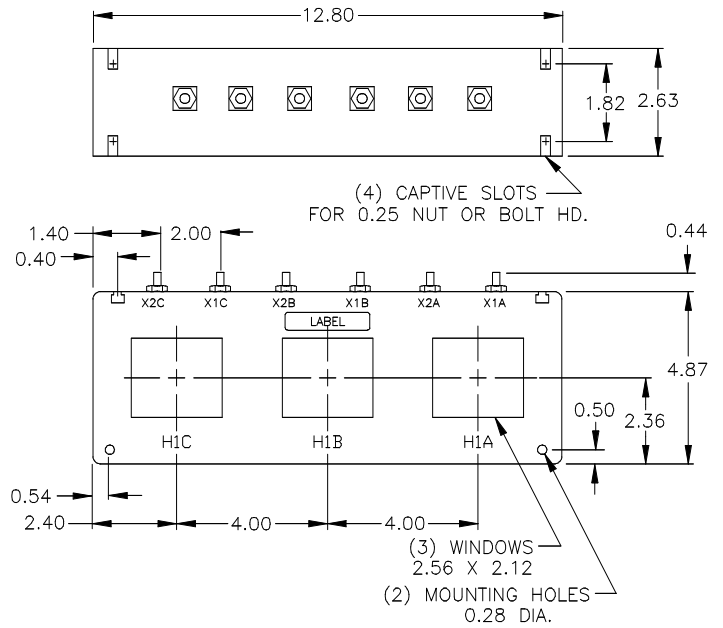 12.80
1.82
2.63
(4) CAPTIVE SLOTS
FOR 0.25 NUT OR BOLT HD.
1.40
2.00
0.40
0.44
X2C
X1C
X2B
X1B
X2A
X1A
LABEL
4.87
0.50
2.36
H1C
H1B
H1A
0.54
2.40
4.00
4.00
(3) WINDOWS
2.56 X 2.12
(2) MOUNTING HOLES
0.28 DIA.